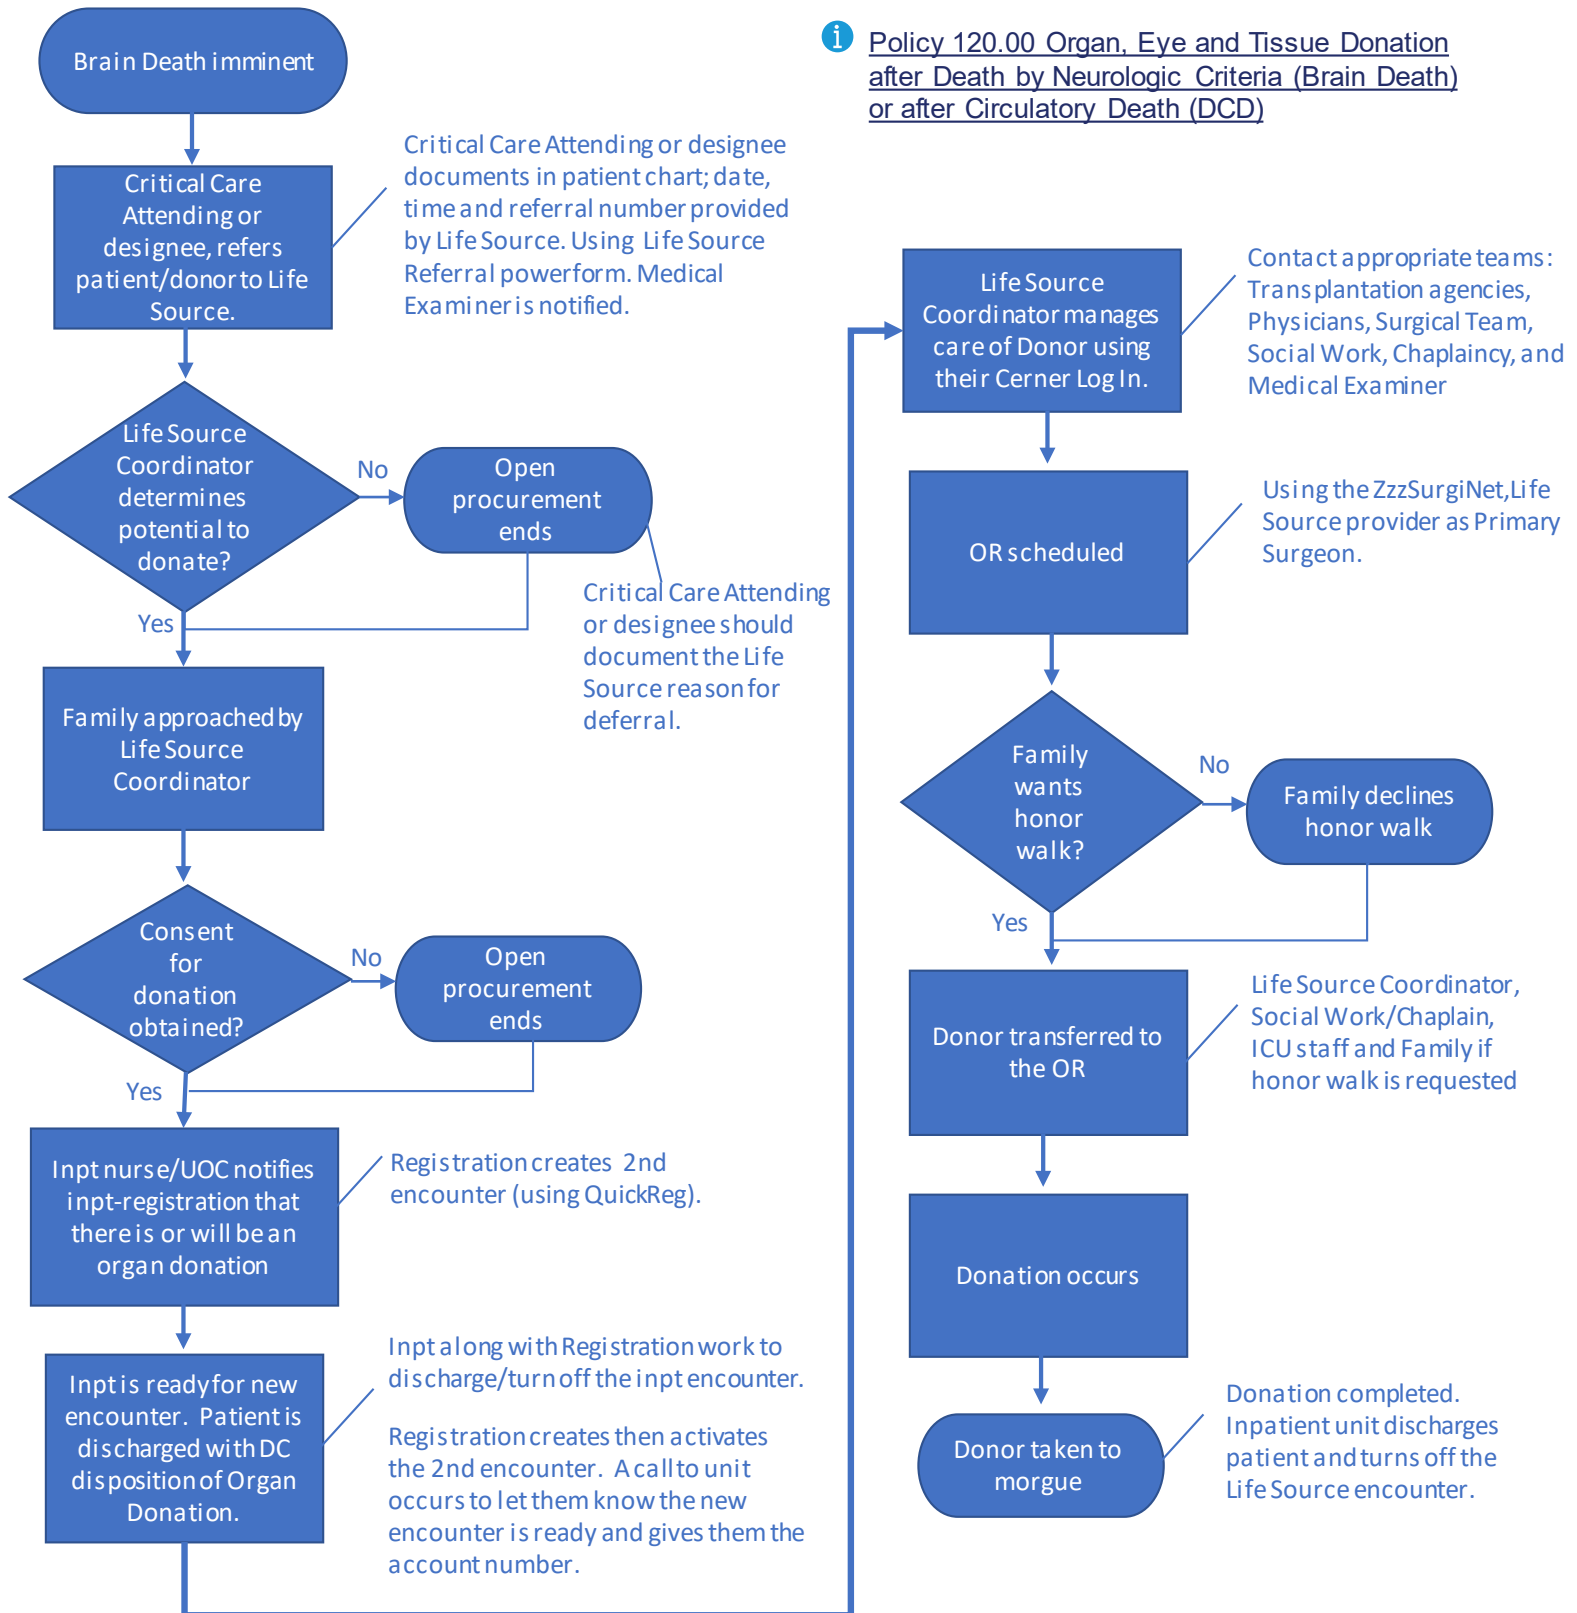 Brain Death imminent
Policy 120.00 Organ, Eye and Tissue Donation
after Death by Neurologic Criteria (Brain Death)
or after Circulatory Death (DCD)
Critical Care
Attending or
designee, refers
patient/donor to Life
Source.
Critical Care Attending or designee
documents in patient chart; date,
time and referral number provided
by Life Source. Using Life Source
Referral powerform. Medical
Examiner is notified.
Life Source
Coordinator
determines
potential to
donate?
No
Open
procurement
ends
Critical Care Attending
or designee should
document the Life
Source reason for
deferral.
Yes
Family approached by
Life Source
Coordinator
Consent
for
donation
obtained?
No
Open
procurement
ends
Yes
Inpt nurse/UOC notifies
inpt-registration that
there is or will be an
organ donation
Registration creates 2nd
encounter (using QuickReg).
Inpt is ready for new
encounter. Patient is
discharged with DC
disposition of Organ
Donation.
Inpt along with Registration work to
discharge/turn off the inpt encounter.
Registration creates then activates
the 2nd encounter. A call to unit
occurs to let them know the new
encounter is ready and gives them the
account number.
Life Source
Coordinator manages
care of Donor using
their Cerner Log In.
Contact appropriate teams:
Transplantation agencies,
Physicians, Surgical Team,
Social Work, Chaplaincy, and
Medical Examiner
OR scheduled
Using the ZzzSurgiNet,Life
Source provider as Primary
Surgeon.
Family
wants
honor
walk?
No
Family declines
honor walk
Yes
Donor transferred to
the OR
Life Source Coordinator,
Social Work/Chaplain,
ICU staff and Family if
honor walk is requested
Donation occurs
Donor taken to
morgue
Donation completed.
Inpatient unit discharges
patient and turns off the
Life Source encounter.